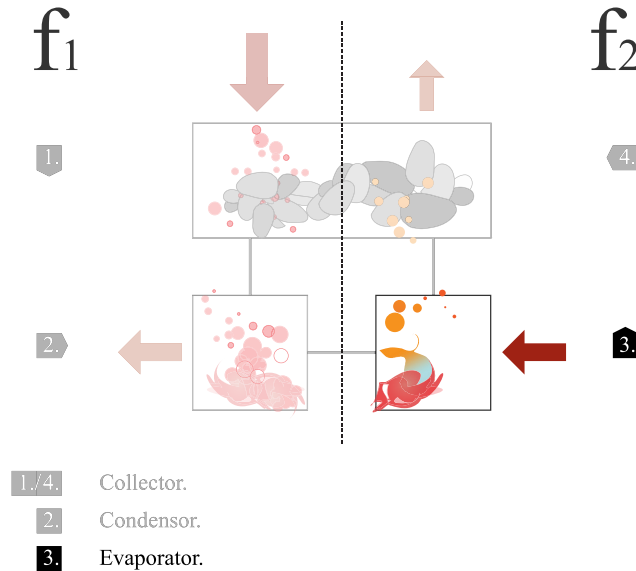 f1
f2
1.
4.
2.
3.
1./4. Collector.
2. Condensor.
3. Evaporator.